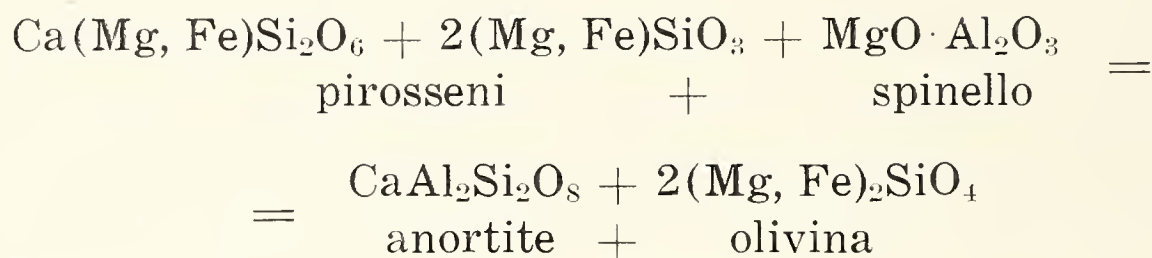 Ca(Mg, Fe)Si₂O₆ + 2(Mg, Fe)SiO₃ + MgO · Al₂O₃
pirosseni + spinello =
= CaAl₂Si₂O₈ + 2(Mg, Fe)₂SiO₄
anortite + olivina